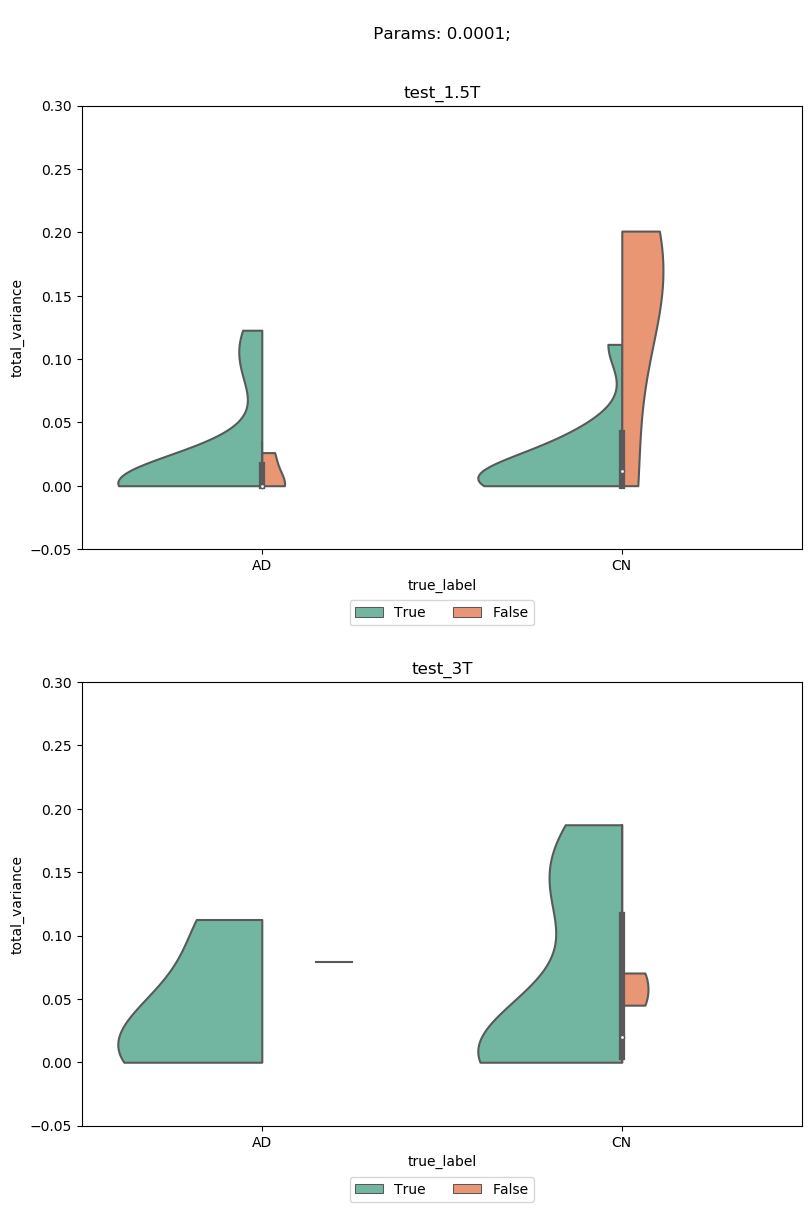 Params: 0.0001;
test_1.5T
0.30
0.25
0.20
0.15
0.10
0.05
0.00
−0.05
total_variance
AD CN
true_label
True False
test_3T
0.30
0.25
0.20
0.15
0.10
0.05
0.00
−0.05
total_variance
AD CN
true_label
True False